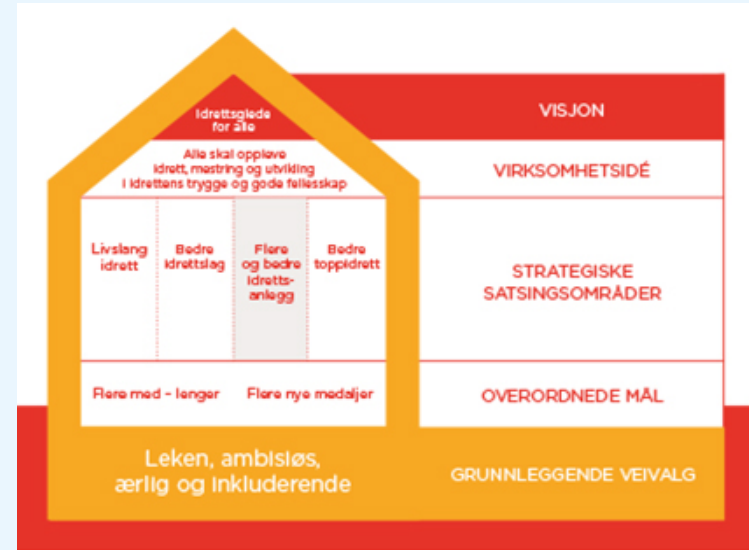 Idrettsglede
for alle
VISJON
Alle skal oppleve
idrett, mestring og utvikling
i idrettens trygge og gode fellesskap
VIRKSOMHETSIDÉ
Livslang
idrett
Bedre
idrettslag
Flere
og bedre
idretts-
anlegg
Bedre
toppidrett
STRATEGISKE
SATSINGSOMRÅDER
Flere med - lenger
Flere nye medaljer
OVERORDNEDE MÅL
Leken, ambisiøs,
ærlig og inkluderende
GRUNNLEGGENDE VEIVALG